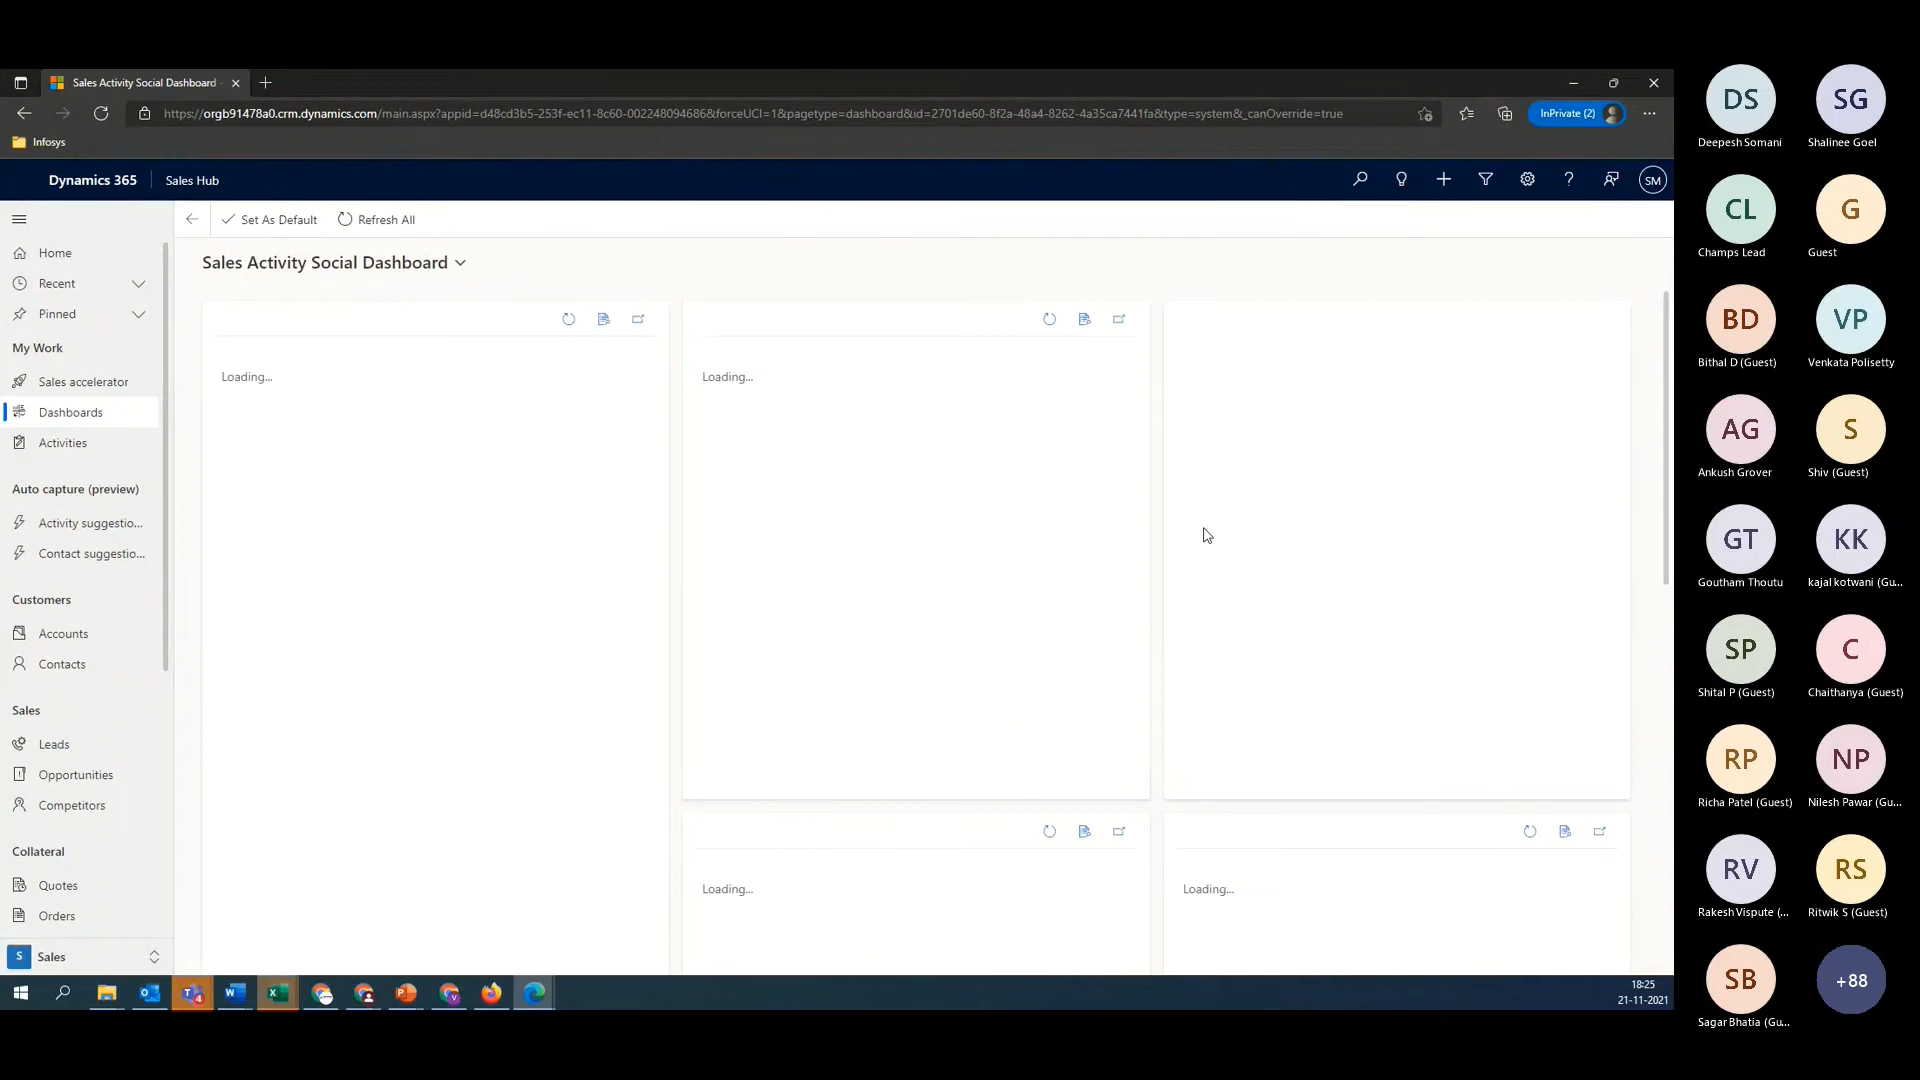 Sales Activity Social Dashboard
https://orgb91478a0.crm.dynamics.com/main.aspx?appid=d48cd3b5-253f-ec11-8c60-002248094686&forceUCI=1&pagetype=dashboard&id=2701de60-8f2a-48a4-8262-4a35ca7441fa&type=system&_canOverride=true
InPrivate (2)
Infosys
Dynamics 365
Sales Hub
SM
Set As Default
Refresh All
Home
Recent
Pinned
My Work
Sales accelerator
Dashboards
Activities
Auto capture (preview)
Activity suggestio...
Contact suggestio...
Customers
Accounts
Contacts
Sales
Leads
Opportunities
Competitors
Collateral
Quotes
Orders
S Sales
Sales Activity Social Dashboard
Loading...
Loading...
Loading...
Loading...
18:25
21-11-2021
DS
Deepesh Somani
SG
Shalinee Goel
CL
Champs Lead
G
Guest
BD
Bithal D (Guest)
VP
Venkata Polisetty
AG
Ankush Grover
S
Shiv (Guest)
GT
Goutham Thoutu
KK
kajal kotwani (Gu...
SP
Shital P (Guest)
C
Chaithanya (Guest)
RP
Richa Patel (Guest)
NP
Nilesh Pawar (Gu...
RV
Rakesh Vispute (...
RS
Ritwik S (Guest)
SB
Sagar Bhatia (Gu...
+88